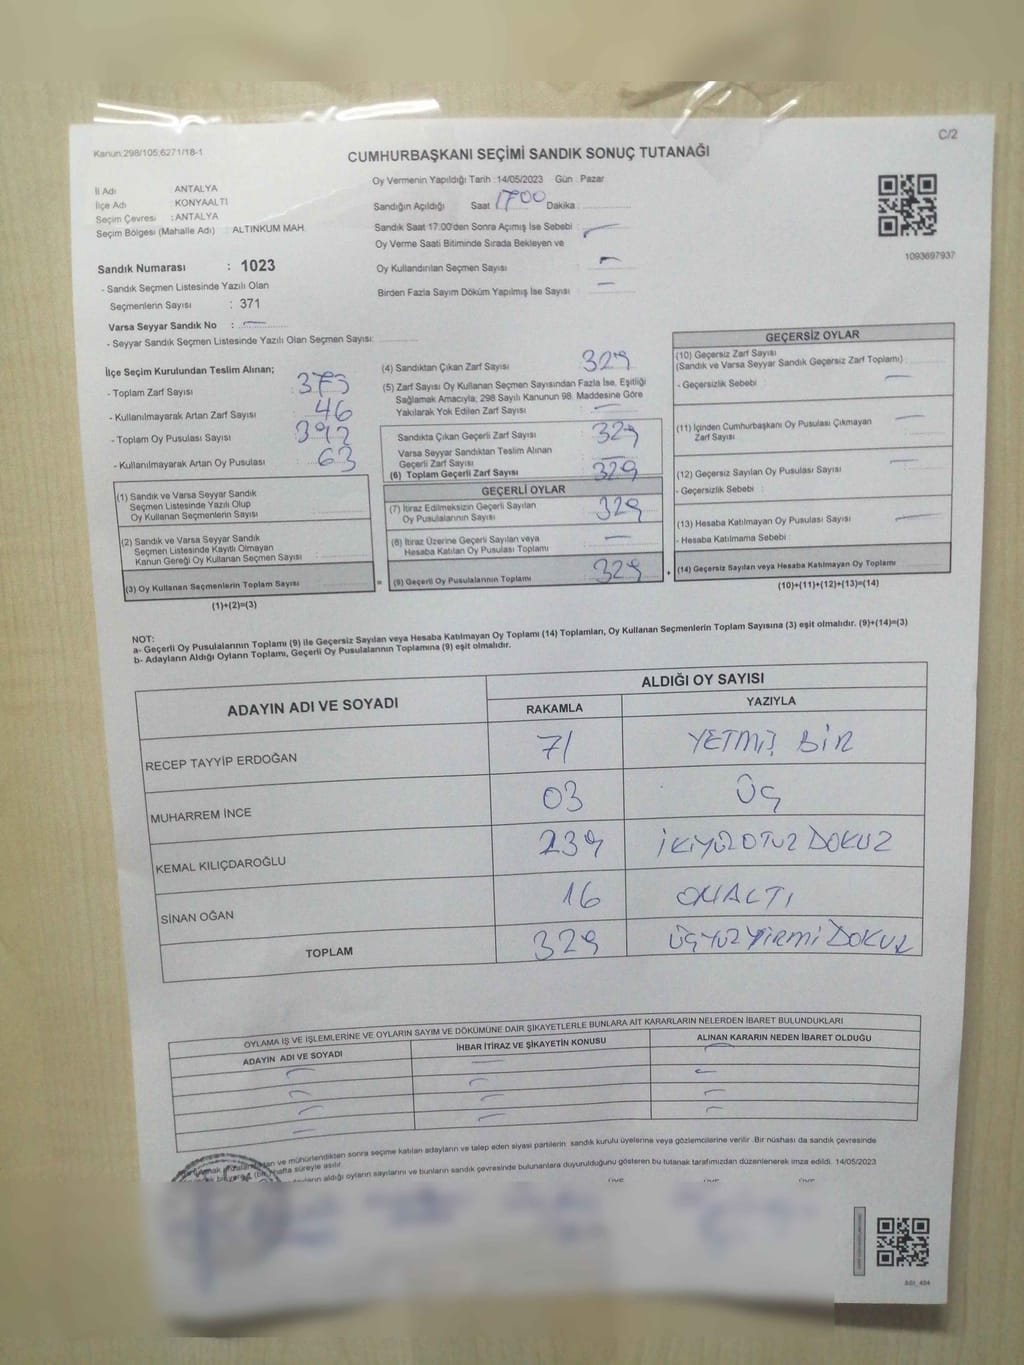 C/2
Kanun:298/105;6271/18-1
CUMHURBAŞKANI SEÇİMİ SANDIK SONUÇ TUTANAĞI
Oy Vermenin Yapıldığı Tarih :14/05/2023 Gün : Pazar
İl Adı ANTALYA
İlçe Adı : KONYAALTI
Seçim Çevresi : ANTALYA
Seçim Bölgesi (Mahalle Adı) : ALTINKUM MAH.
Sandığın Açıldığı Saat 1700 Dakika
Sandık Saat 17.00'den Sonra Açımış İse Sebebi :
Oy Verme Saati Bitiminde Sırada Bekleyen ve
Oy Kullandırılan Seçmen Sayısı
Birden Fazla Sayım Döküm Yapılmış İse Sayısı
1093697937
Sandık Numarası : 1023
- Sandık Seçmen Listesinde Yazılı Olan
Seçmenlerin Sayısı : 371
Varsa Seyyar Sandık No :
- Seyyar Sandık Seçmen Listesinde Yazılı Olan Seçmen Sayısı:
İlçe Seçim Kurulundan Teslim Alınan;
- Toplam Zarf Sayısı : 373
- Kullanılmayarak Artan Zarf Sayısı : 46
- Toplam Oy Pusulası Sayısı : 392
- Kullanılmayarak Artan Oy Pusulası : 63
(1) Sandık ve Varsa Seyyar Sandık
Seçmen Listesinde Yazılı Olup
Oy Kullanan Seçmenlerin Sayısı
(2) Sandık ve Varsa Seyyar Sandık
Seçmen Listesinde Kayıtlı Olmayan
Kanun Gereği Oy Kullanan Seçmen Sayısı
(3) Oy Kullanan Seçmenlerin Toplam Sayısı
(1)+(2)=(3)
=
(4) Sandıktan Çıkan Zarf Sayısı 329
(5) Zarf Sayısı Oy Kullanan Seçmen Sayısından Fazla İse, Eşitliği
Sağlamak Amacıyla, 298 Sayılı Kanunun 98. Maddesine Göre
Yakılarak Yok Edilen Zarf Sayısı
Sandıkta Çıkan Geçerli Zarf Sayısı 329
Varsa Seyyar Sandıktan Teslim Alınan
Geçerli Zarf Sayısı
(6) Toplam Geçerli Zarf Sayısı 329
GEÇERLİ OYLAR
(7) İtiraz Edilmeksizin Geçerli Sayılan
Oy Pusulalarının Sayısı 329
(8) İtiraz Üzerine Geçerli Sayılan veya
Hesaba Katılan Oy Pusulası Toplamı
(9) Geçerli Oy Pusulalarının Toplamı 329
+
GEÇERSİZ OYLAR
(10) Geçersiz Zarf Sayısı
(Sandık ve Varsa Seyyar Sandık Geçersiz Zarf Toplamı)
- Geçersizlik Sebebi
(11) İçinden Cumhurbaşkanı Oy Pusulası Çıkmayan
Zarf Sayısı
(12) Geçersiz Sayılan Oy Pusulası Sayısı
- Geçersizlik Sebebi :
(13) Hesaba Katılmayan Oy Pusulası Sayısı
- Hesaba Katılmama Sebebi :
(14) Geçersiz Sayılan veya Hesaba Katılmayan Oy Toplamı
(10)+(11)+(12)+(13)=(14)
NOT:
a- Geçerli Oy Pusulalarının Toplamı (9) ile Geçersiz Sayılan veya Hesaba Katılmayan Oy Toplamı (14) Toplamları, Oy Kullanan Seçmenlerin Toplam Sayısına (3) eşit olmalıdır. (9)+(14)=(3)
b- Adayların Aldığı Oyların Toplamı, Geçerli Oy Pusulalarının Toplamına (9) eşit olmalıdır.
ADAYIN ADI VE SOYADI
ALDIĞI OY SAYISI
RAKAMLA YAZIYLA
RECEP TAYYİP ERDOĞAN 71 YETMİŞ BİR
MUHARREM İNCE 03 ÜÇ
KEMAL KILIÇDAROĞLU 239 İKİYÜZOTUZ DOKUZ
SİNAN OĞAN 16 ONALTI
TOPLAM 329 ÜÇYÜZ YİRMİ DOKUZ
OYLAMA İŞ VE İŞLEMLERİNE VE OYLARIN SAYIM VE DÖKÜMÜNE DAİR ŞİKAYETLERLE BUNLARA AİT KARARLARIN NELERDEN İBARET BULUNDUKLARI
ADAYIN ADI VE SOYADI İHBAR İTİRAZ VE ŞİKAYETİN KONUSU ALINAN KARARIN NEDEN İBARET OLDUĞU
ve mühürlendikten sonra seçime katılan adayların ve talep eden siyasi partilerin sandık kurulu üyelerine veya gözlemcilerine verilir. Bir nüshası da sandık çevresinde
hafta süreyle asılır.
aldığı oyların sayılarını ve bunların sandık çevresinde bulunanlara duyurulduğunu gösteren bu tutanak tarafımızdan düzenlenerek imza edildi. 14/05/2023